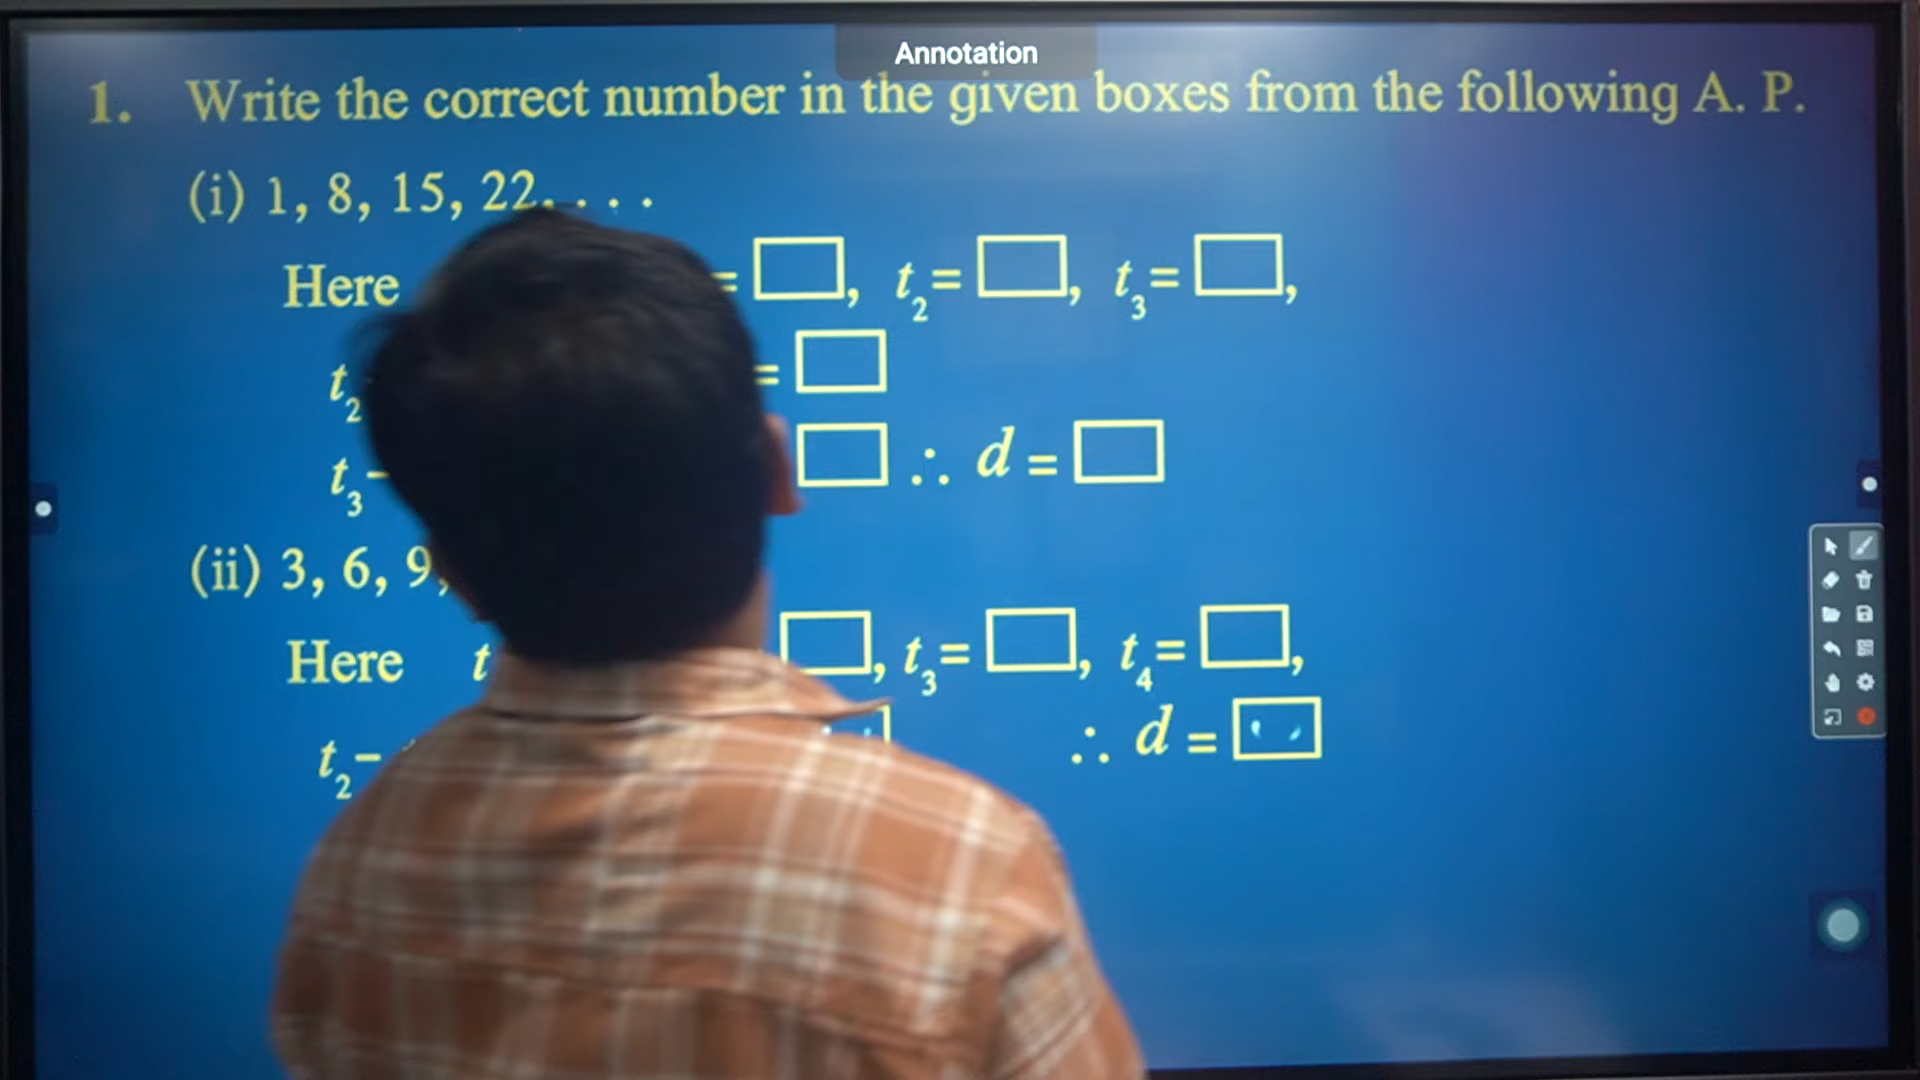 Annotation
1. Write the correct number in the given boxes from the following A. P.
(i) 1, 8, 15, 22, . . .
Here = , t2= , t3= ,
t2 =
t3- ∴ d =
(ii) 3, 6, 9,
Here t , t3= , t4= ,
t2- ∴ d =